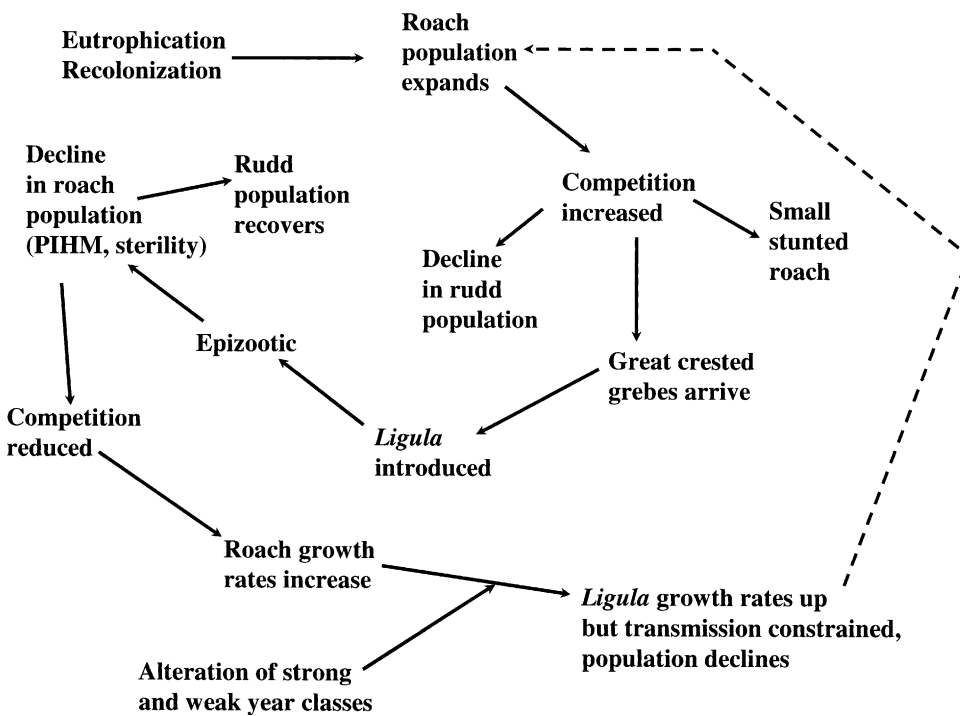 Eutrophication
Recolonization
Roach
population
expands
Decline
in roach
population
(PIHM, sterility)
Rudd
population
recovers
Competition
increased
Small
stunted
roach
Decline
in rudd
population
Epizootic
Great crested
grebes arrive
Competition
reduced
Ligula
introduced
Roach growth
rates increase
Ligula growth rates up
but transmission constrained,
population declines
Alteration of strong
and weak year classes